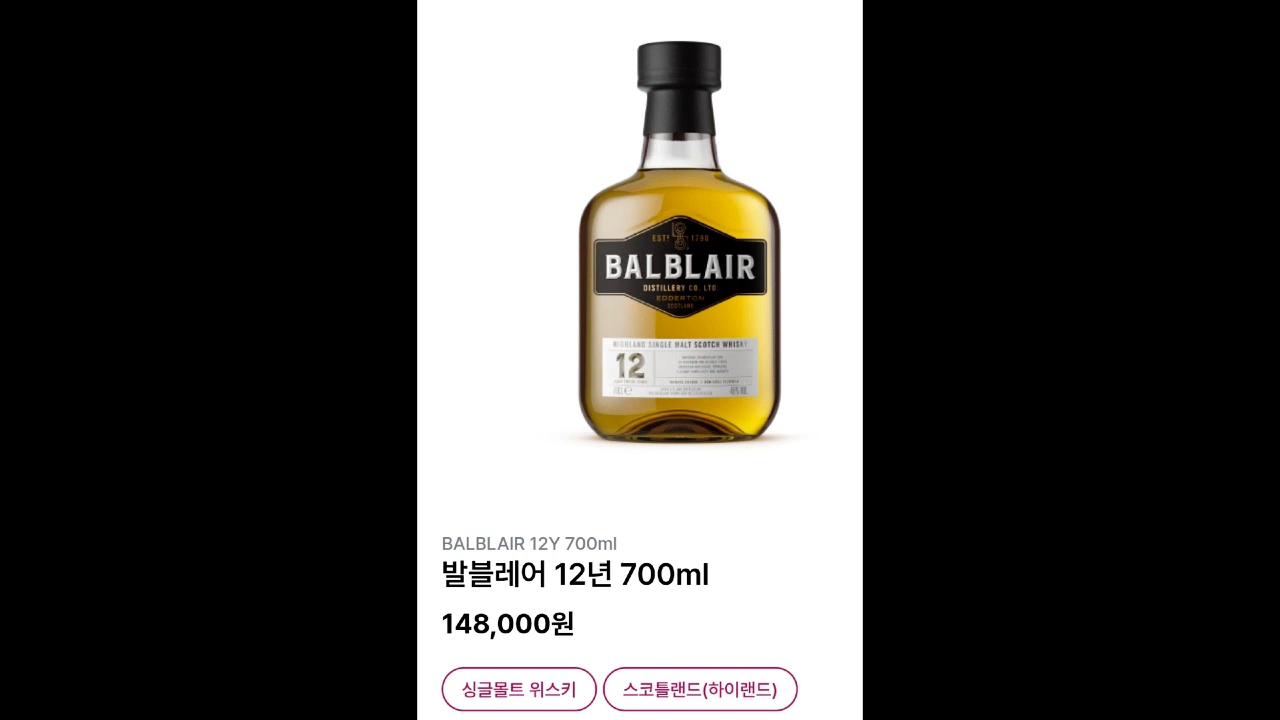 ESTD 1790
BALBLAIR
DISTILLERY CO. LTD
EDDERTON
SCOTLAND
HIGHLAND SINGLE MALT SCOTCH WHISKY
12
BALBLAIR 12Y 700ml
발블레어 12년 700ml
148,000원
싱글몰트 위스키
스코틀랜드(하이랜드)